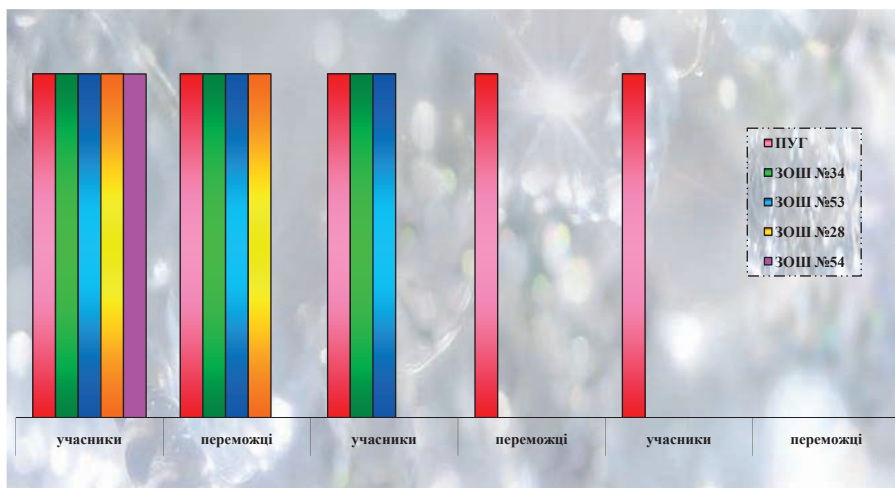 ПУГ
ЗОШ №34
ЗОШ №53
ЗОШ №28
ЗОШ №54
учасники переможці учасники переможці учасники переможці